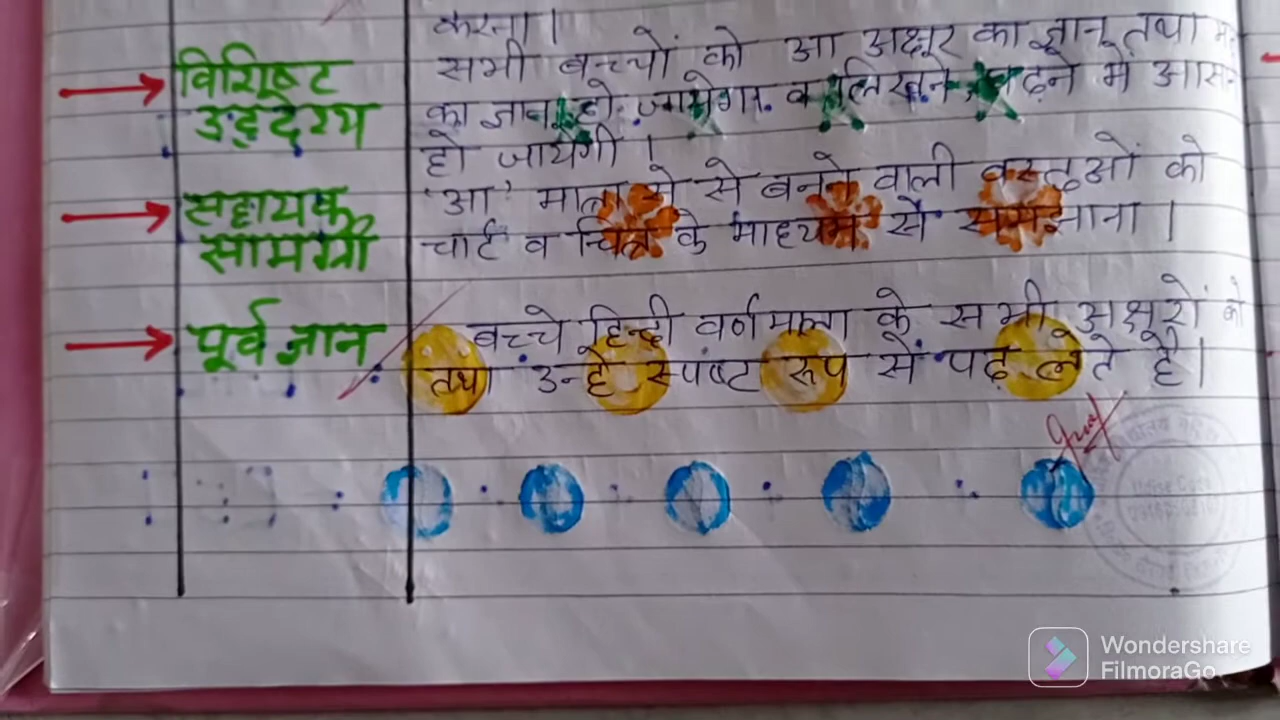 करना।
विशिष्ट सभी बच्चों को आ अक्षर का ज्ञान तथा
उद्देश्य का ज्ञान हो जायेगा व लिखने, पढ़ने में
हो जायेगी।
सहायक 'आ' मात्रा से से बनने वाली वस्तुओं को
सामग्री चार्ट व चित्र के माध्यम से समझाना।
पूर्व ज्ञान बच्चे हिन्दी वर्णमाला के सभी अक्षरों को
तथा उन्हे स्पष्ट रूप से पढ़ लेते है।
Wondershare
FilmoraGo